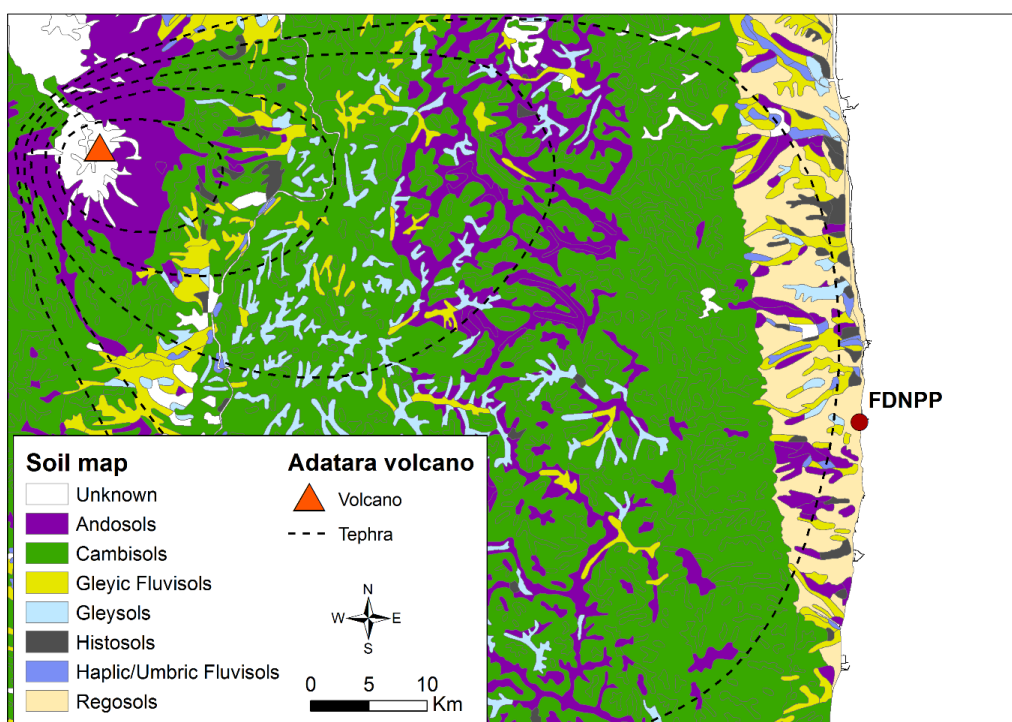 FDNPP
Soil map
Unknown
Andosols
Cambisols
Gleyic Fluvisols
Gleysols
Histosols
Haplic/Umbric Fluvisols
Regosols
Adatara volcano
Volcano
Tephra
N
W E
S
0 5 10
Km